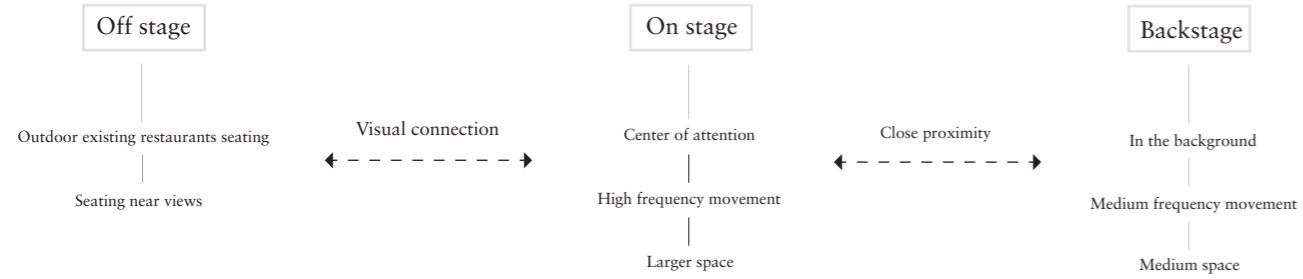 Off stage
On stage
Backstage
Outdoor existing restaurants seating
Visual connection
Center of attention
Close proximity
In the background
Seating near views
High frequency movement
Medium frequency movement
Larger space
Medium space